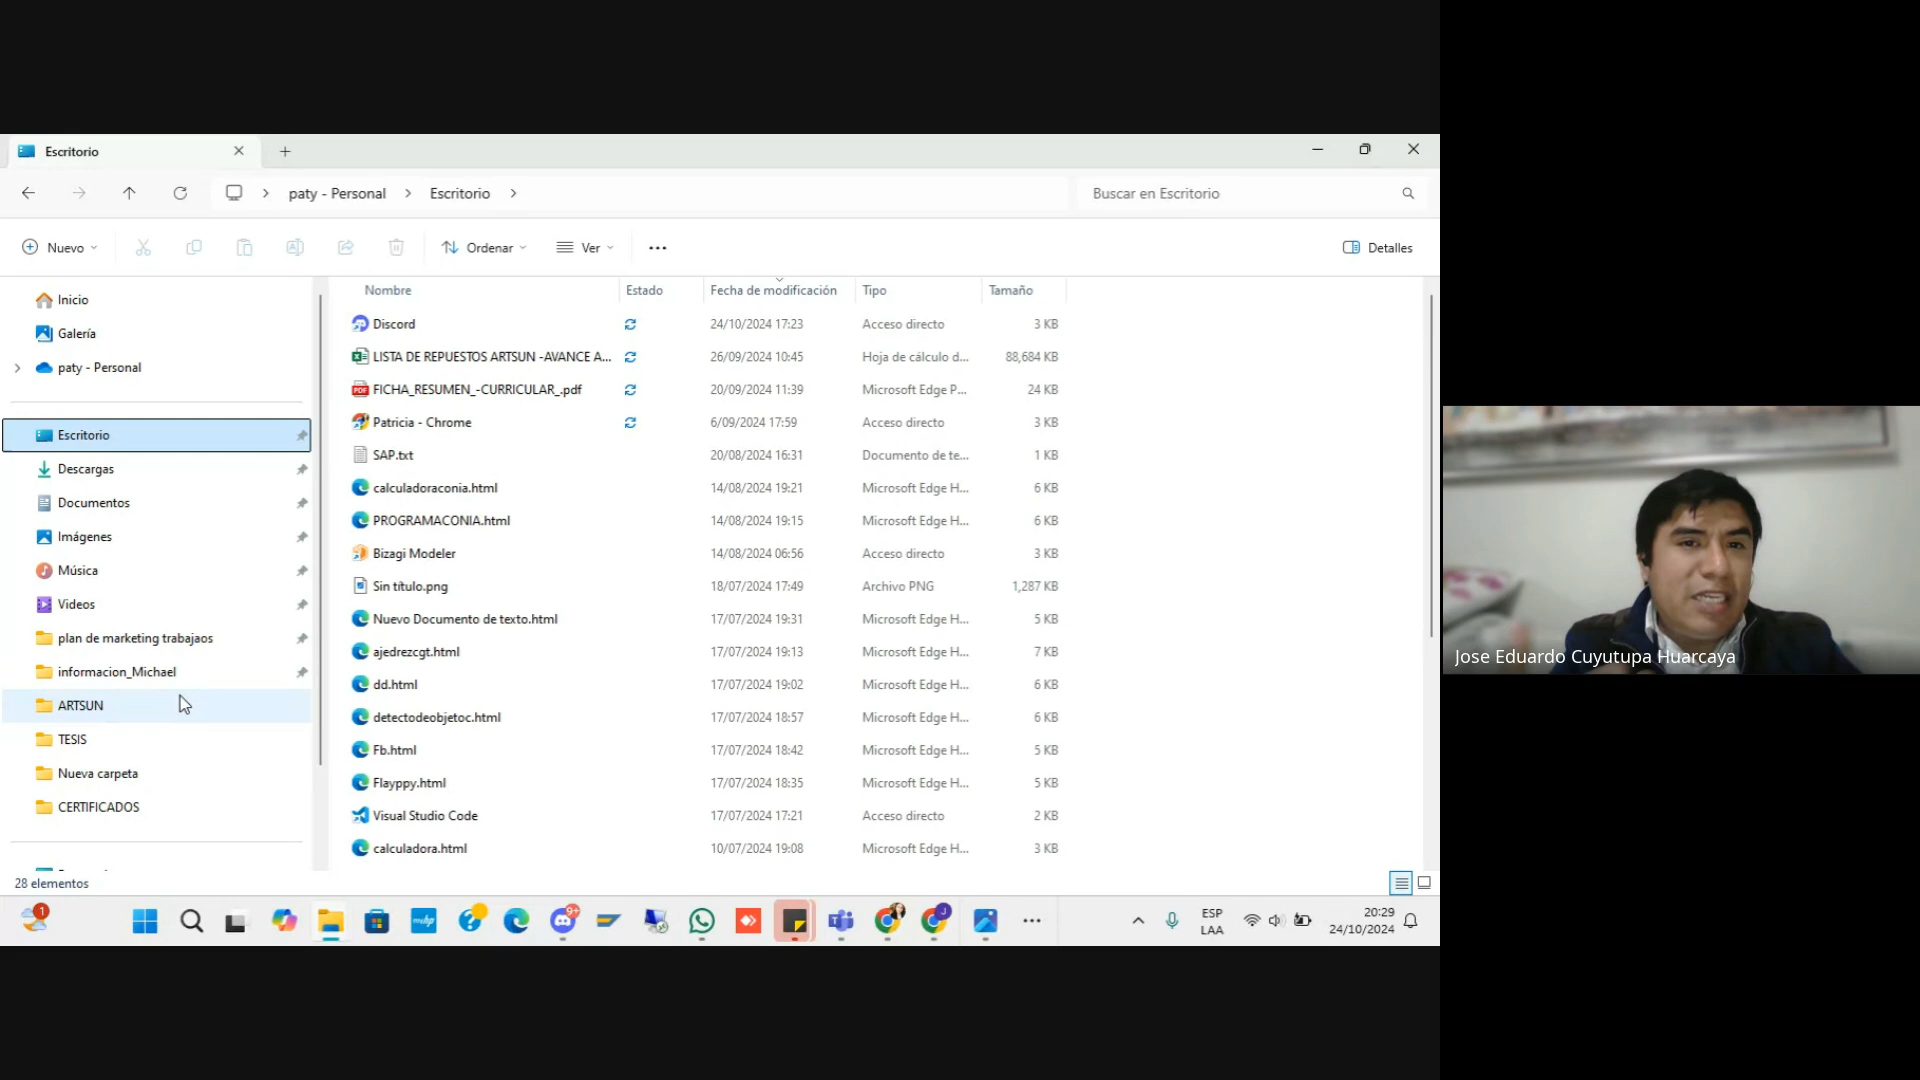 Escritorio
paty - Personal > Escritorio >
Buscar en Escritorio
Nuevo
Ordenar
Ver
Detalles
Inicio
Galería
paty - Personal
Escritorio
Descargas
Documentos
Imágenes
Música
Videos
plan de marketing trabajaos
informacion_Michael
ARTSUN
TESIS
Nueva carpeta
CERTIFICADOS
Nombre Estado Fecha de modificación Tipo Tamaño
Discord 24/10/2024 17:23 Acceso directo 3 KB
LISTA DE REPUESTOS ARTSUN -AVANCE A... 26/09/2024 10:45 Hoja de cálculo d... 88,684 KB
FICHA_RESUMEN_-CURRICULAR_.pdf 20/09/2024 11:39 Microsoft Edge P... 24 KB
Patricia - Chrome 6/09/2024 17:59 Acceso directo 3 KB
SAP.txt 20/08/2024 16:31 Documento de te... 1 KB
calculadoraconia.html 14/08/2024 19:21 Microsoft Edge H... 6 KB
PROGRAMACONIA.html 14/08/2024 19:15 Microsoft Edge H... 6 KB
Bizagi Modeler 14/08/2024 06:56 Acceso directo 3 KB
Sin título.png 18/07/2024 17:49 Archivo PNG 1,287 KB
Nuevo Documento de texto.html 17/07/2024 19:31 Microsoft Edge H... 5 KB
ajedrezcgt.html 17/07/2024 19:13 Microsoft Edge H... 7 KB
dd.html 17/07/2024 19:02 Microsoft Edge H... 6 KB
detectodeobjetoc.html 17/07/2024 18:57 Microsoft Edge H... 6 KB
Fb.html 17/07/2024 18:42 Microsoft Edge H... 5 KB
Flayppy.html 17/07/2024 18:35 Microsoft Edge H... 5 KB
Visual Studio Code 17/07/2024 17:21 Acceso directo 2 KB
calculadora.html 10/07/2024 19:08 Microsoft Edge H... 3 KB
28 elementos
1
9+
ESP
LAA
20:29
24/10/2024
Jose Eduardo Cuyutupa Huarcaya